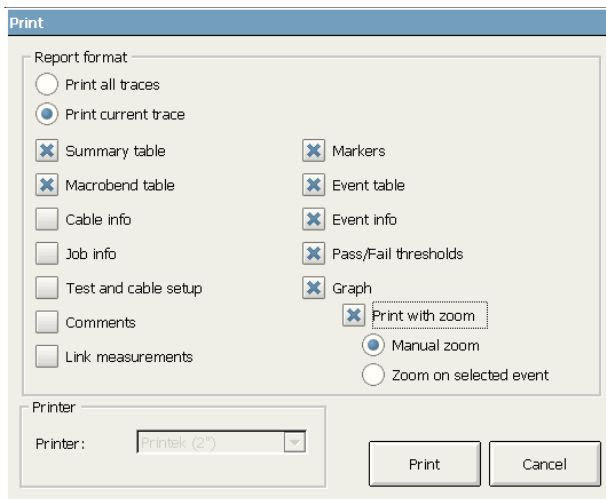 Print
Report format
Print all traces
Print current trace
Summary table
Macrobend table
Cable info
Job info
Test and cable setup
Comments
Link measurements
Markers
Event table
Event info
Pass/Fail thresholds
Graph
Print with zoom
Manual zoom
Zoom on selected event
Printer
Printer:
Printek (2")
Print
Cancel